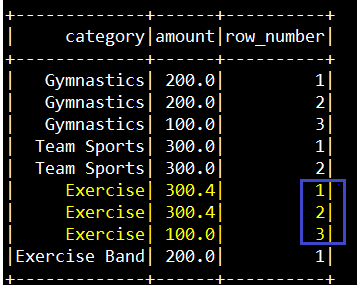 +-------------+------+----------+
|     category|amount|row_number|
+-------------+------+----------+
|   Gymnastics| 200.0|         1|
|   Gymnastics| 200.0|         2|
|   Gymnastics| 100.0|         3|
|  Team Sports| 300.0|         1|
|  Team Sports| 300.0|         2|
|     Exercise| 300.4|         1|
|     Exercise| 300.4|         2|
|     Exercise| 100.0|         3|
|Exercise Band| 200.0|         1|
+-------------+------+----------+